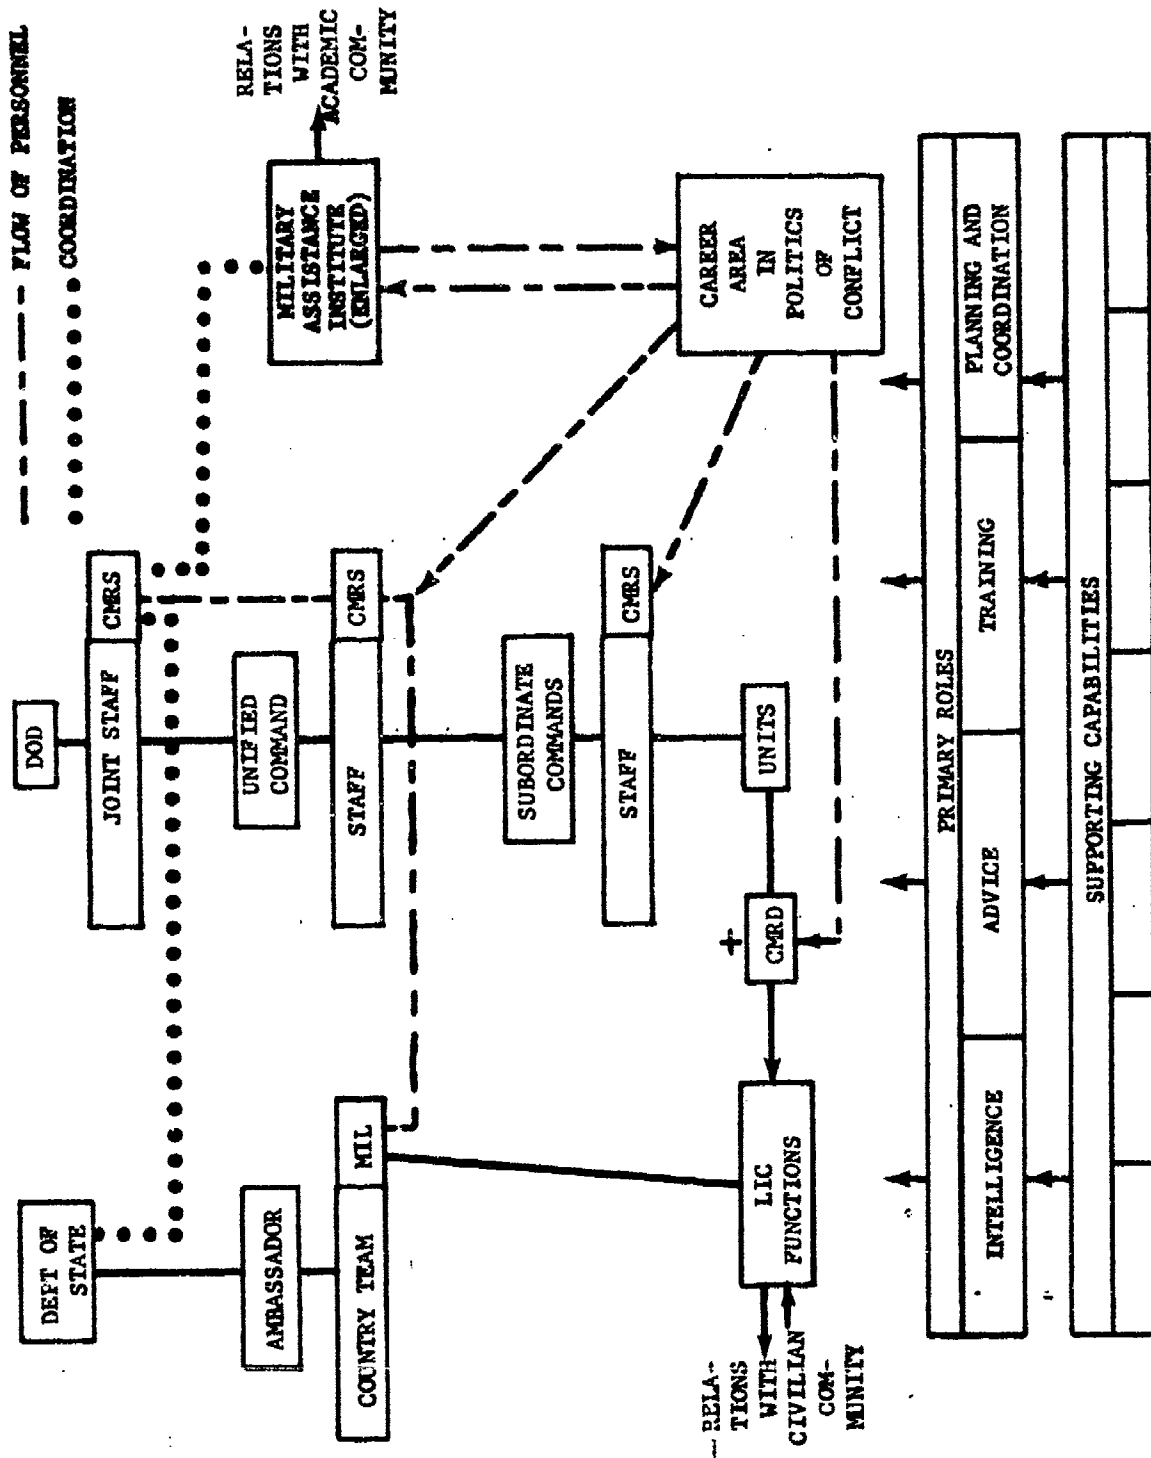 FLOW OF PERSONNEL
COORDINATION
DEPT OF
STATE
DOD
JOINT STAFF
CMRS
AMBASSADOR
UNIFIED
COMMAND
MILITARY
ASSISTANCE
INSTITUTE
(ENLARGED)
RELA-
TIONS
WITH
ACADEMIC
COM-
MUNITY
COUNTRY TEAM
MIL
STAFF
CMRS
SUBORDINATE
COMMANDS
STAFF
CMRS
CAREER
AREA
IN
POLITICS
OF
CONFLICT
RELA-
TIONS
WITH
CIVILIAN
COM-
MUNITY
LIC
FUNCTIONS
+
CMRD
UNITS
PRIMARY ROLES
INTELLIGENCE
ADVICE
TRAINING
PLANNING AND
COORDINATION
SUPPORTING CAPABILITIES